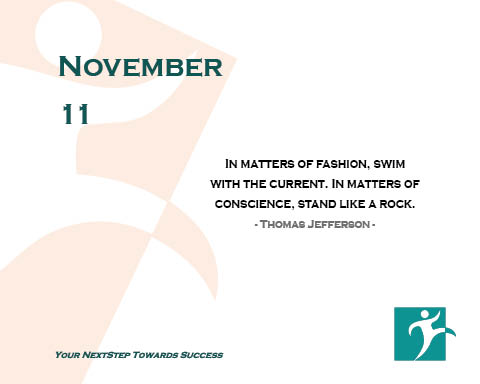 November
11
In matters of fashion, swim
with the current. In matters of
conscience, stand like a rock.
- Thomas Jefferson -
Your NextStep Towards Success